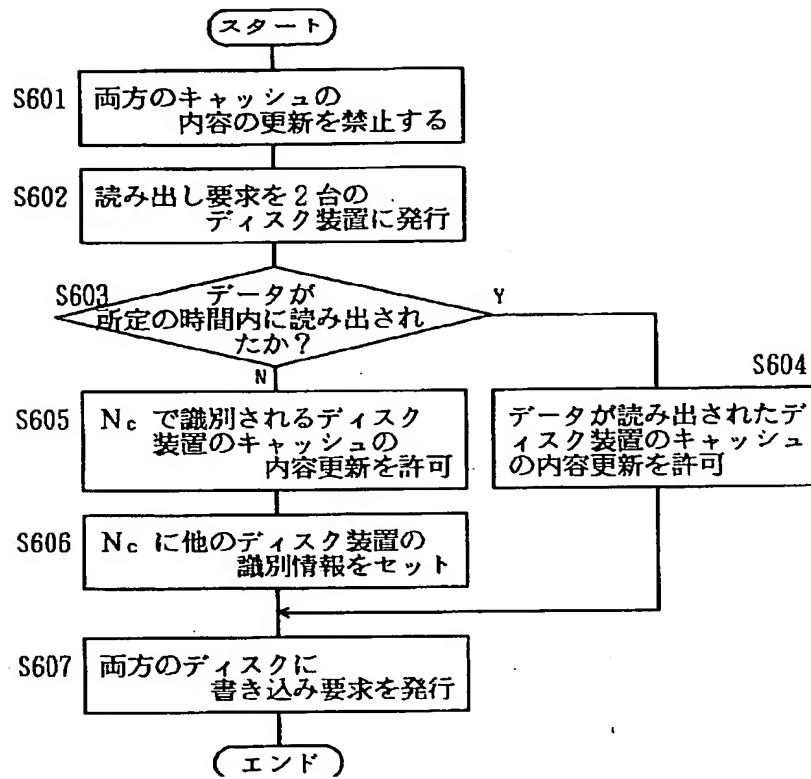 スタート
S601
両方のキャッシュの
内容の更新を禁止する
S602
読み出し要求を2台の
ディスク装置に発行
S603
データが
所定の時間内に読み出され
たか？
Y
N
S604
データが読み出されたデ
ィスク装置のキャッシュ
の内容更新を許可
S605
Nc で識別されるディスク
装置のキャッシュの
内容更新を許可
S606
Nc に他のディスク装置の
識別情報をセット
S607
両方のディスクに
書き込み要求を発行
エンド